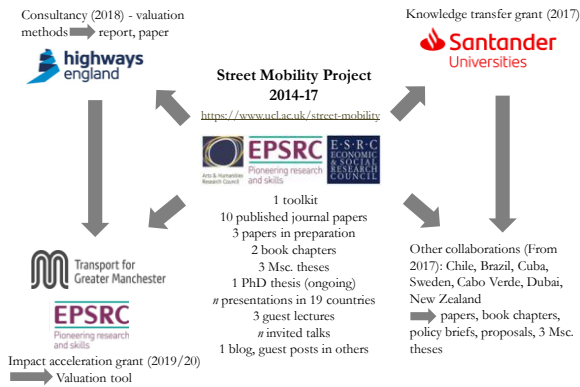 Consultancy (2018) - valuation
methods report, paper
highways
england
Knowledge transfer grant (2017)
Santander
Universities
Street Mobility Project
2014-17
https://www.ucl.ac.uk/street-mobility
Arts & Humanities
Research Council
EPSRC
Pioneering research
and skills
E·S·R·C
ECONOMIC
& SOCIAL
RESEARCH
COUNCIL
1 toolkit
10 published journal papers
3 papers in preparation
2 book chapters
3 Msc. theses
1 PhD thesis (ongoing)
n presentations in 19 countries
3 guest lectures
n invited talks
1 blog, guest posts in others
Transport for
Greater Manchester
EPSRC
Pioneering research
and skills
Impact acceleration grant (2019/20)
Valuation tool
Other collaborations (From
2017): Chile, Brazil, Cuba,
Sweden, Cabo Verde, Dubai,
New Zealand
papers, book chapters,
policy briefs, proposals, 3 Msc.
theses